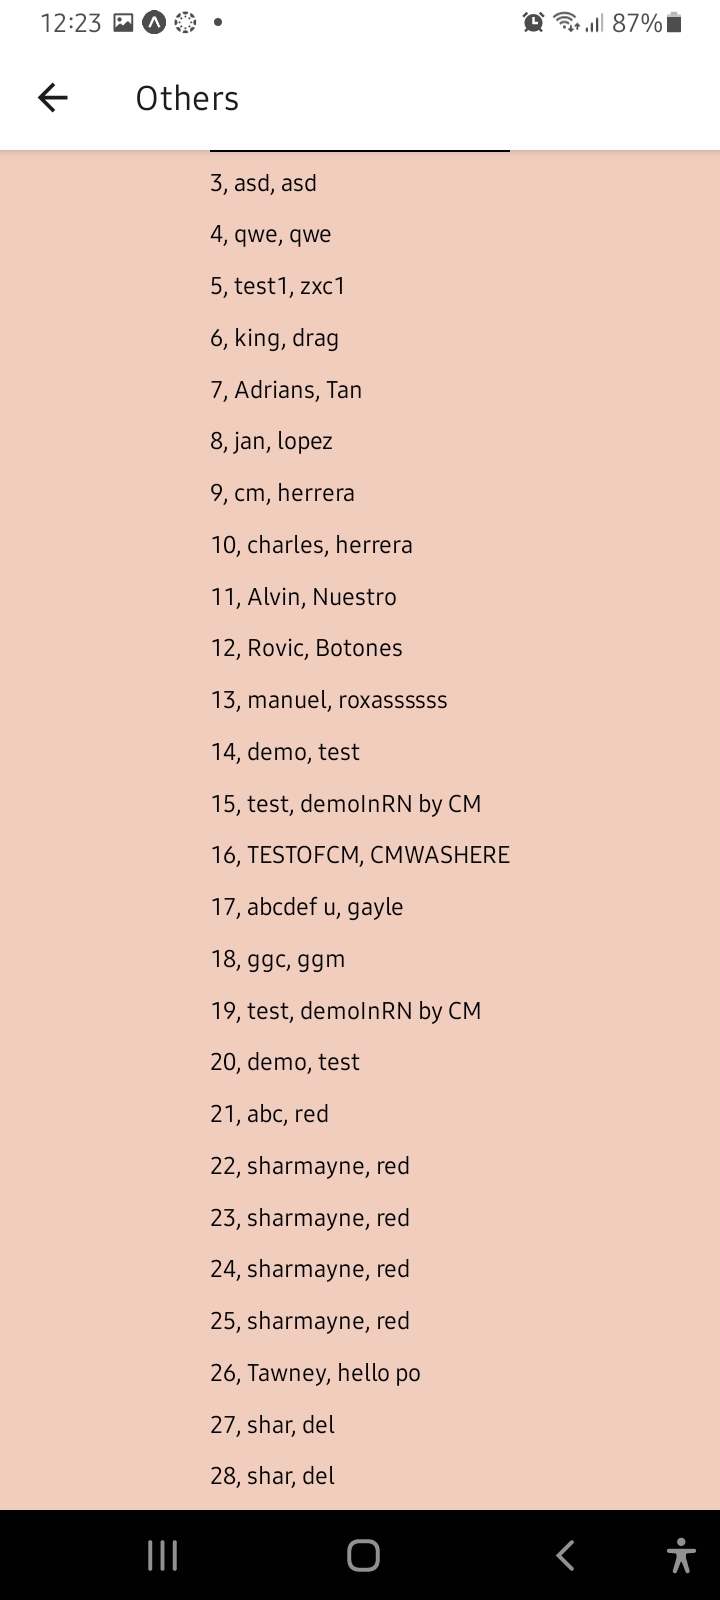 12:23 87%
Others
3, asd, asd
4, qwe, qwe
5, test1, zxc1
6, king, drag
7, Adrians, Tan
8, jan, lopez
9, cm, herrera
10, charles, herrera
11, Alvin, Nuestro
12, Rovic, Botones
13, manuel, roxassssss
14, demo, test
15, test, demoInRN by CM
16, TESTOFCM, CMWASHERE
17, abcdef u, gayle
18, ggc, ggm
19, test, demoInRN by CM
20, demo, test
21, abc, red
22, sharmayne, red
23, sharmayne, red
24, sharmayne, red
25, sharmayne, red
26, Tawney, hello po
27, shar, del
28, shar, del